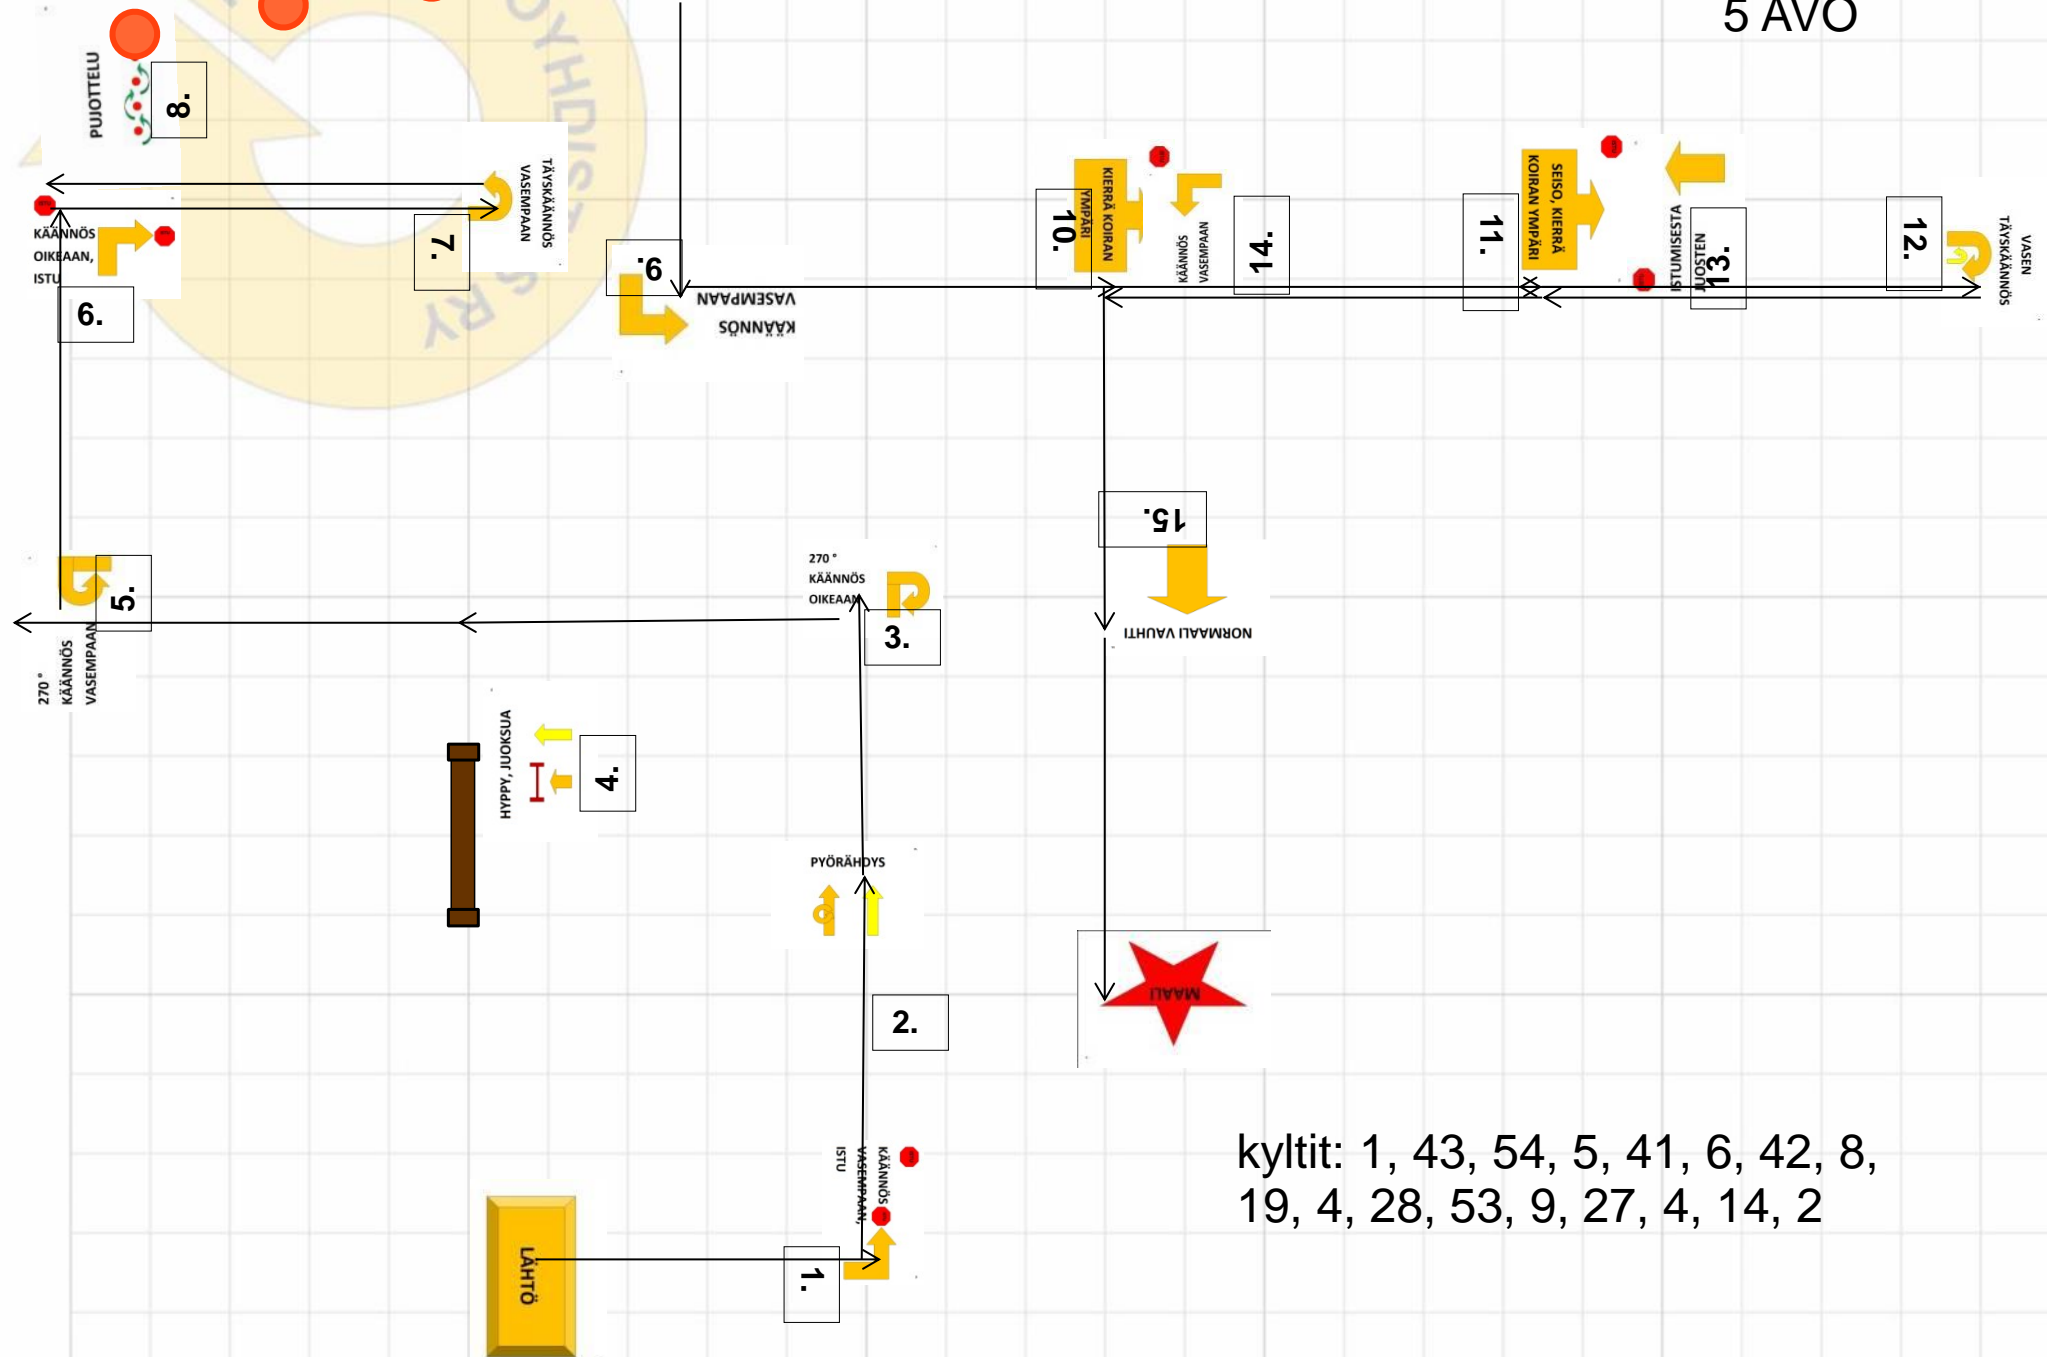 5 AVO
OYHDISTYS RY
PUJOTTELU
8.
TÄYSKÄÄNNÖS
VASEMPAAN
7.
KÄÄNNÖS
OIKEAAN,
ISTU
6.
9.
KÄÄNNÖS
VASEMPAAN
10.
KIERRÄ KOIRAN
YMPÄRI
KÄÄNNÖS
VASEMPAAN
14.
11.
SEISO, KIERRÄ
KOIRAN YMPÄRI
ISTUMISESTA
JUOSTEN
13.
12.
VASEN
TÄYSKÄÄNNÖS
15.
NORMAALI VAUHTI
270 °
KÄÄNNÖS
OIKEAAN
3.
5.
270 °
KÄÄNNÖS
VASEMPAAN
HYPPY, JUOKSUA
4.
PYÖRÄHDYS
2.
MAALI
KÄÄNNÖS
VASEMPAAN,
ISTU
1.
LÄHTÖ
kyltit: 1, 43, 54, 5, 41, 6, 42, 8,
19, 4, 28, 53, 9, 27, 4, 14, 2